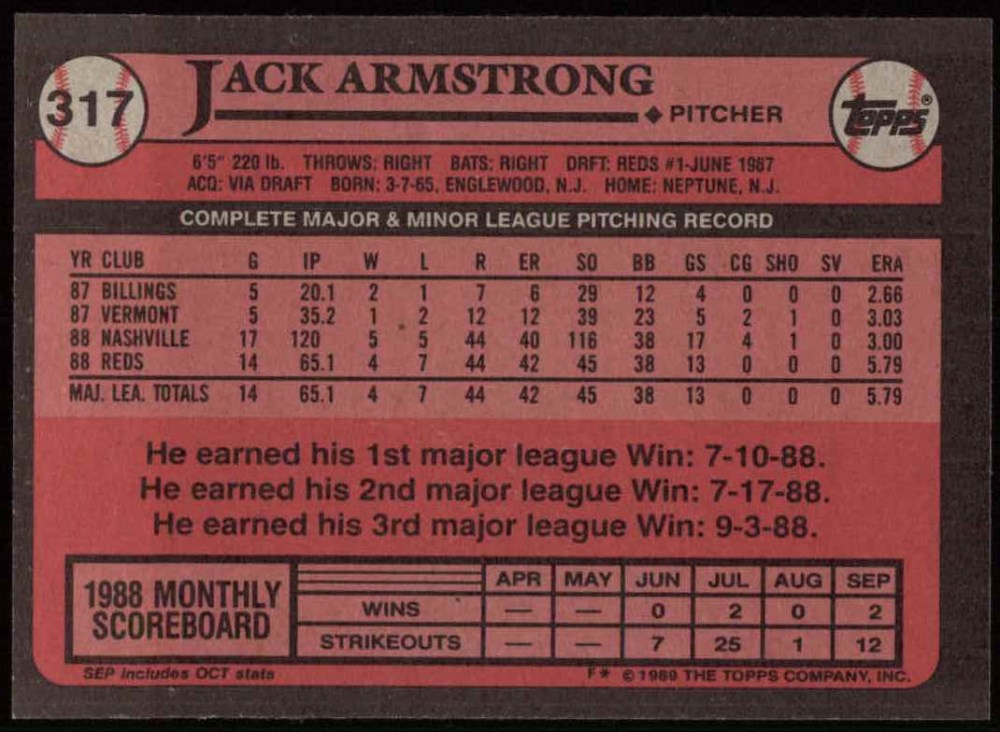 317
JACK ARMSTRONG
PITCHER
TOPPS®
6'5" 220 lb. THROWS: RIGHT BATS: RIGHT DRFT: REDS #1-JUNE 1987
ACQ: VIA DRAFT BORN: 3-7-65, ENGLEWOOD, N.J. HOME: NEPTUNE, N.J.
COMPLETE MAJOR & MINOR LEAGUE PITCHING RECORD
YR CLUB G IP W L R ER SO BB GS CG SHO SV ERA
87 BILLINGS 5 20.1 2 1 7 6 29 12 4 0 0 0 2.66
87 VERMONT 5 35.2 1 2 12 12 39 23 5 2 1 0 3.03
88 NASHVILLE 17 120 5 5 44 40 116 38 17 4 1 0 3.00
88 REDS 14 65.1 4 7 44 42 45 38 13 0 0 0 5.79
MAJ. LEA. TOTALS 14 65.1 4 7 44 42 45 38 13 0 0 0 5.79
He earned his 1st major league Win: 7-10-88.
He earned his 2nd major league Win: 7-17-88.
He earned his 3rd major league Win: 9-3-88.
1988 MONTHLY
SCOREBOARD
APR MAY JUN JUL AUG SEP
WINS — — 0 2 0 2
STRIKEOUTS — — 7 25 1 12
SEP includes OCT stats
F* © 1989 THE TOPPS COMPANY, INC.